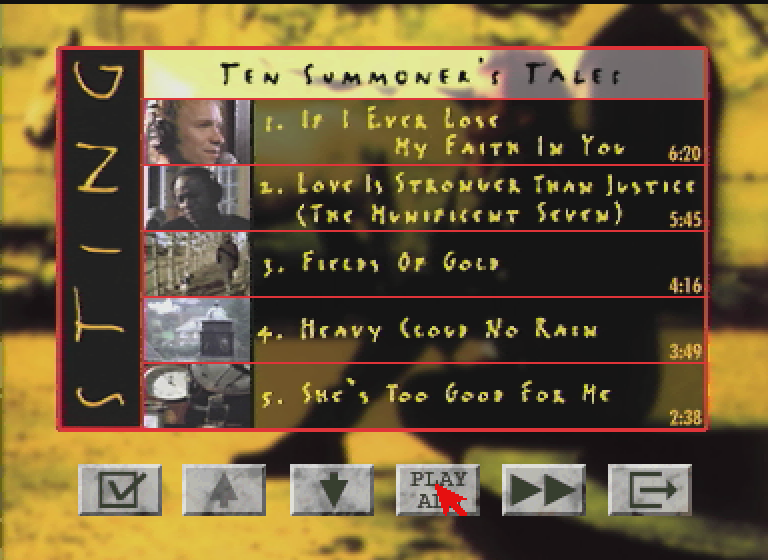 STING
TEN SUMMONER'S TALES
1. IF I EVER LOSE
MY FAITH IN YOU 6:20
2. LOVE IS STRONGER THAN JUSTICE
(THE MUNIFICENT SEVEN) 5:45
3. FIELDS OF GOLD 4:16
4. HEAVY CLOUD NO RAIN 3:49
5. SHE'S TOO GOOD FOR ME 2:38
PLAY
ALL